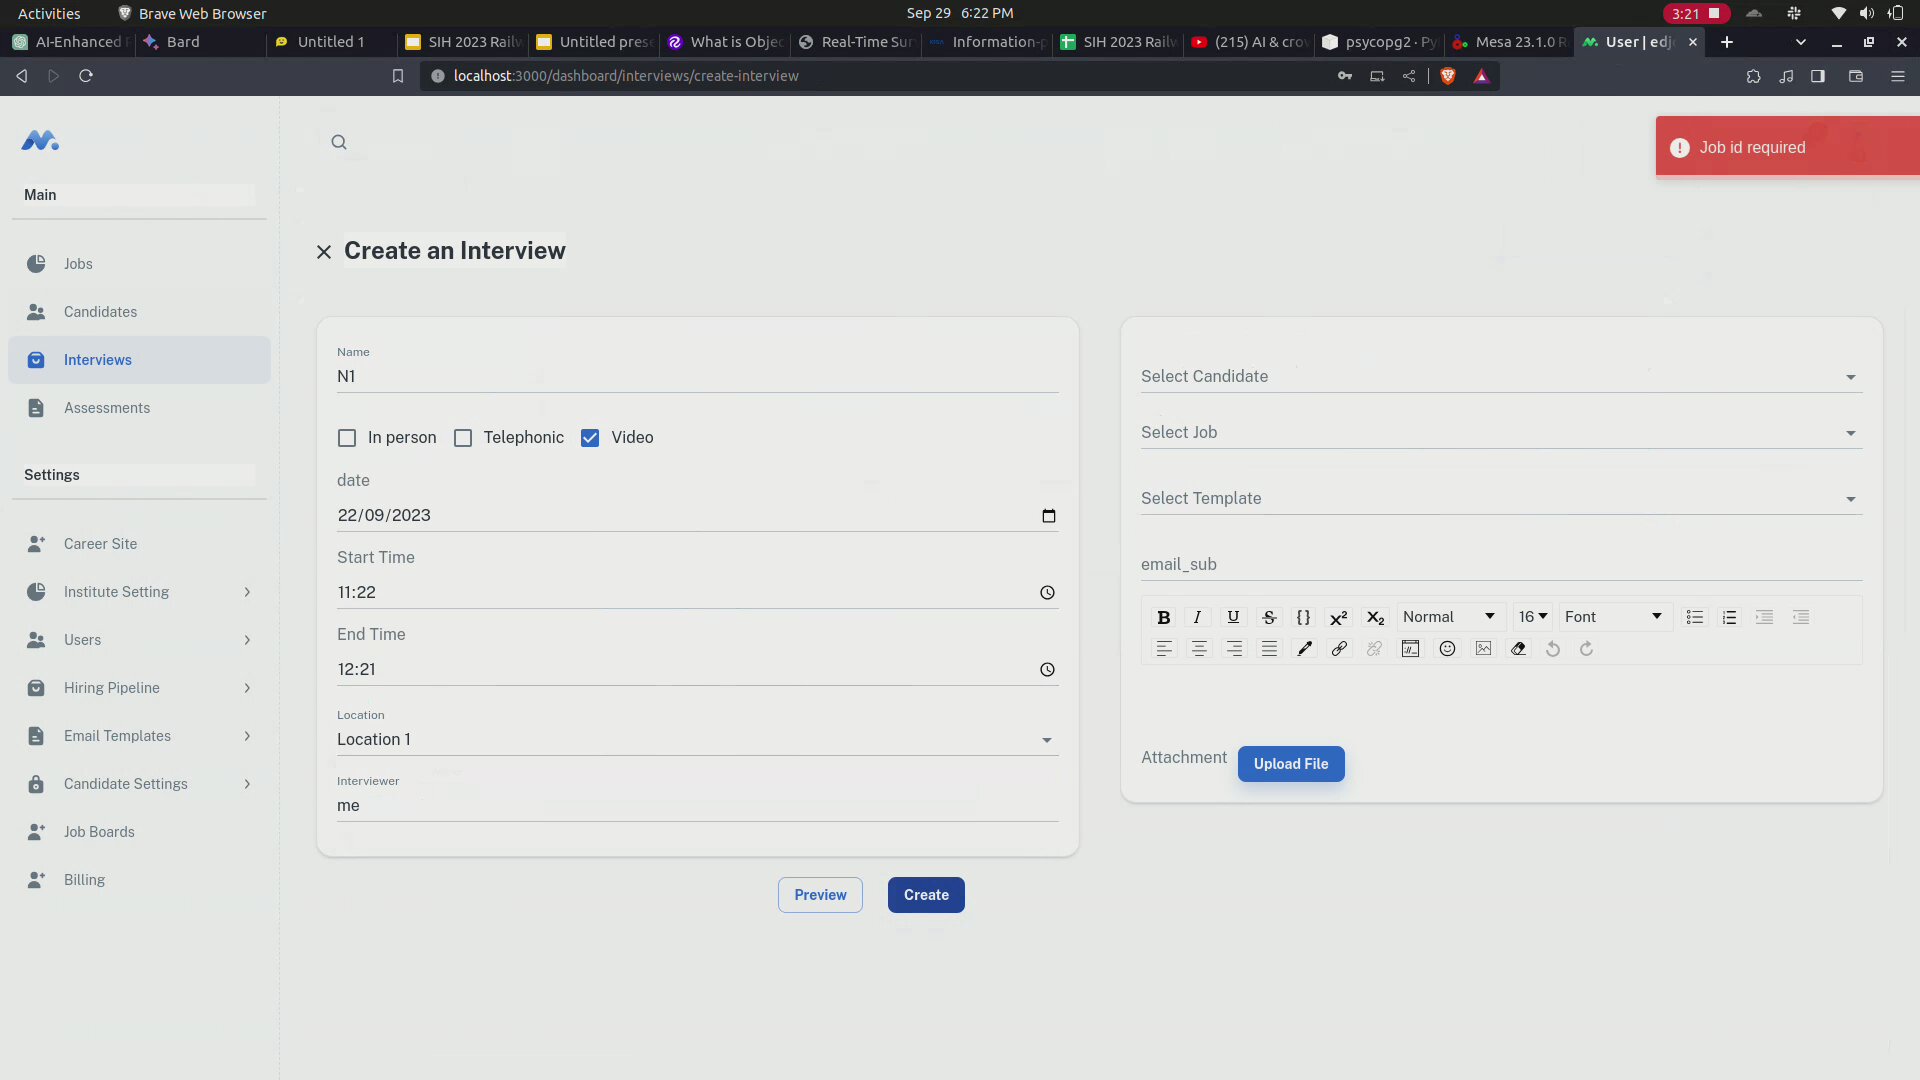 Activities Brave Web Browser Sep 29 6:22 PM 3:21
AI-Enhanced Bard Untitled 1 SIH 2023 Railw Untitled prese What is Objec Real-Time Sur Information-p SIH 2023 Railw (215) AI & crow psycopg2 · Py Mesa 23.1.0 R User | edjo
localhost:3000/dashboard/interviews/create-interview
Job id required
Main
Jobs
Candidates
Interviews
Assessments
Settings
Career Site
Institute Setting
Users
Hiring Pipeline
Email Templates
Candidate Settings
Job Boards
Billing
Create an Interview
Name
N1
In person Telephonic Video
date
22/09/2023
Start Time
11:22
End Time
12:21
Location
Location 1
Interviewer
me
Select Candidate
Select Job
Select Template
email_sub
B I U S {} X² X₂ Normal 16 Font
Attachment Upload File
Preview Create